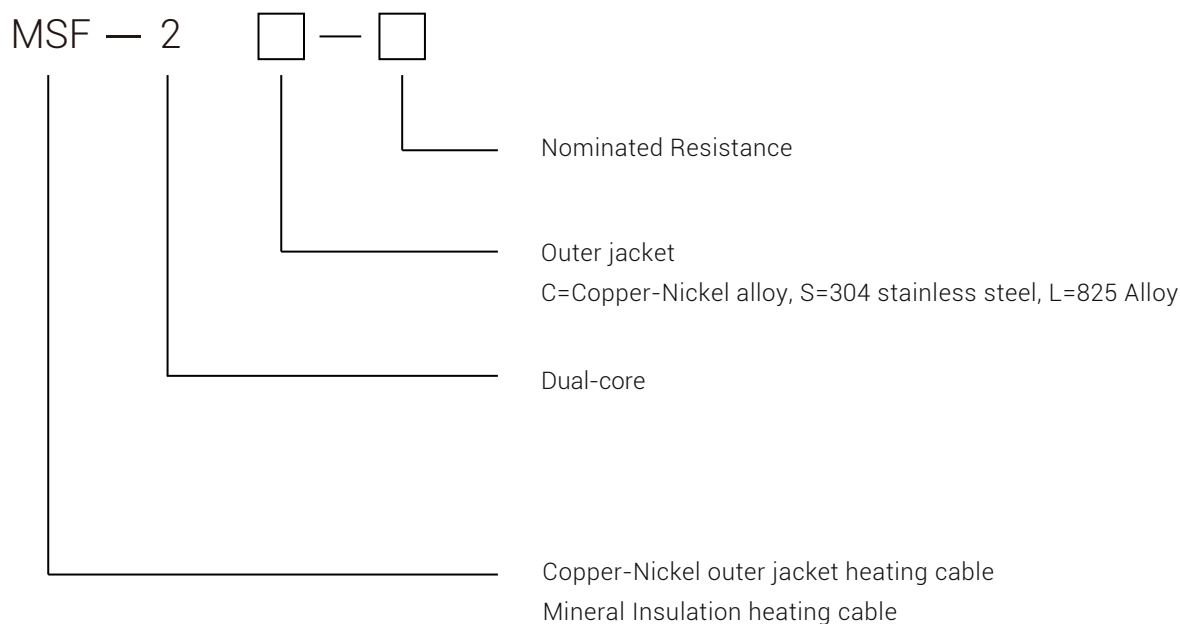 MSF — 2 □ — □
Nominated Resistance
Outer jacket
C=Copper-Nickel alloy, S=304 stainless steel, L=825 Alloy
Dual-core
Copper-Nickel outer jacket heating cable
Mineral Insulation heating cable